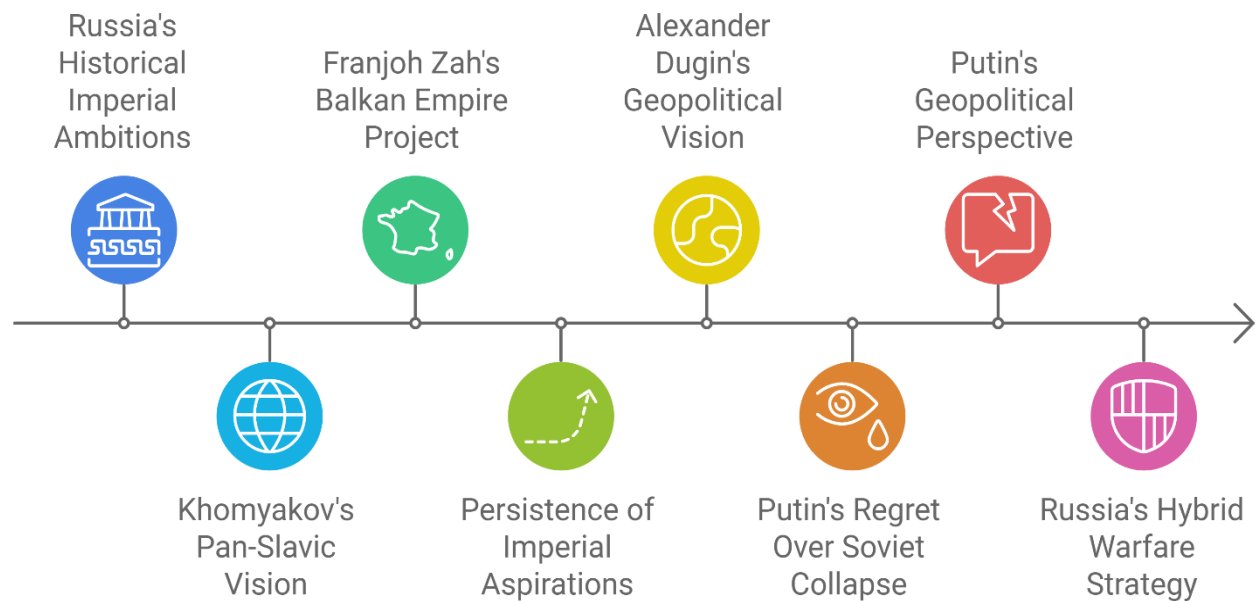 Russia's
Historical
Imperial
Ambitions
Khomyakov's
Pan-Slavic
Vision
Franjoh Zah's
Balkan Empire
Project
Persistence of
Imperial
Aspirations
Alexander
Dugin's
Geopolitical
Vision
Putin's Regret
Over Soviet
Collapse
Putin's
Geopolitical
Perspective
Russia's Hybrid
Warfare
Strategy